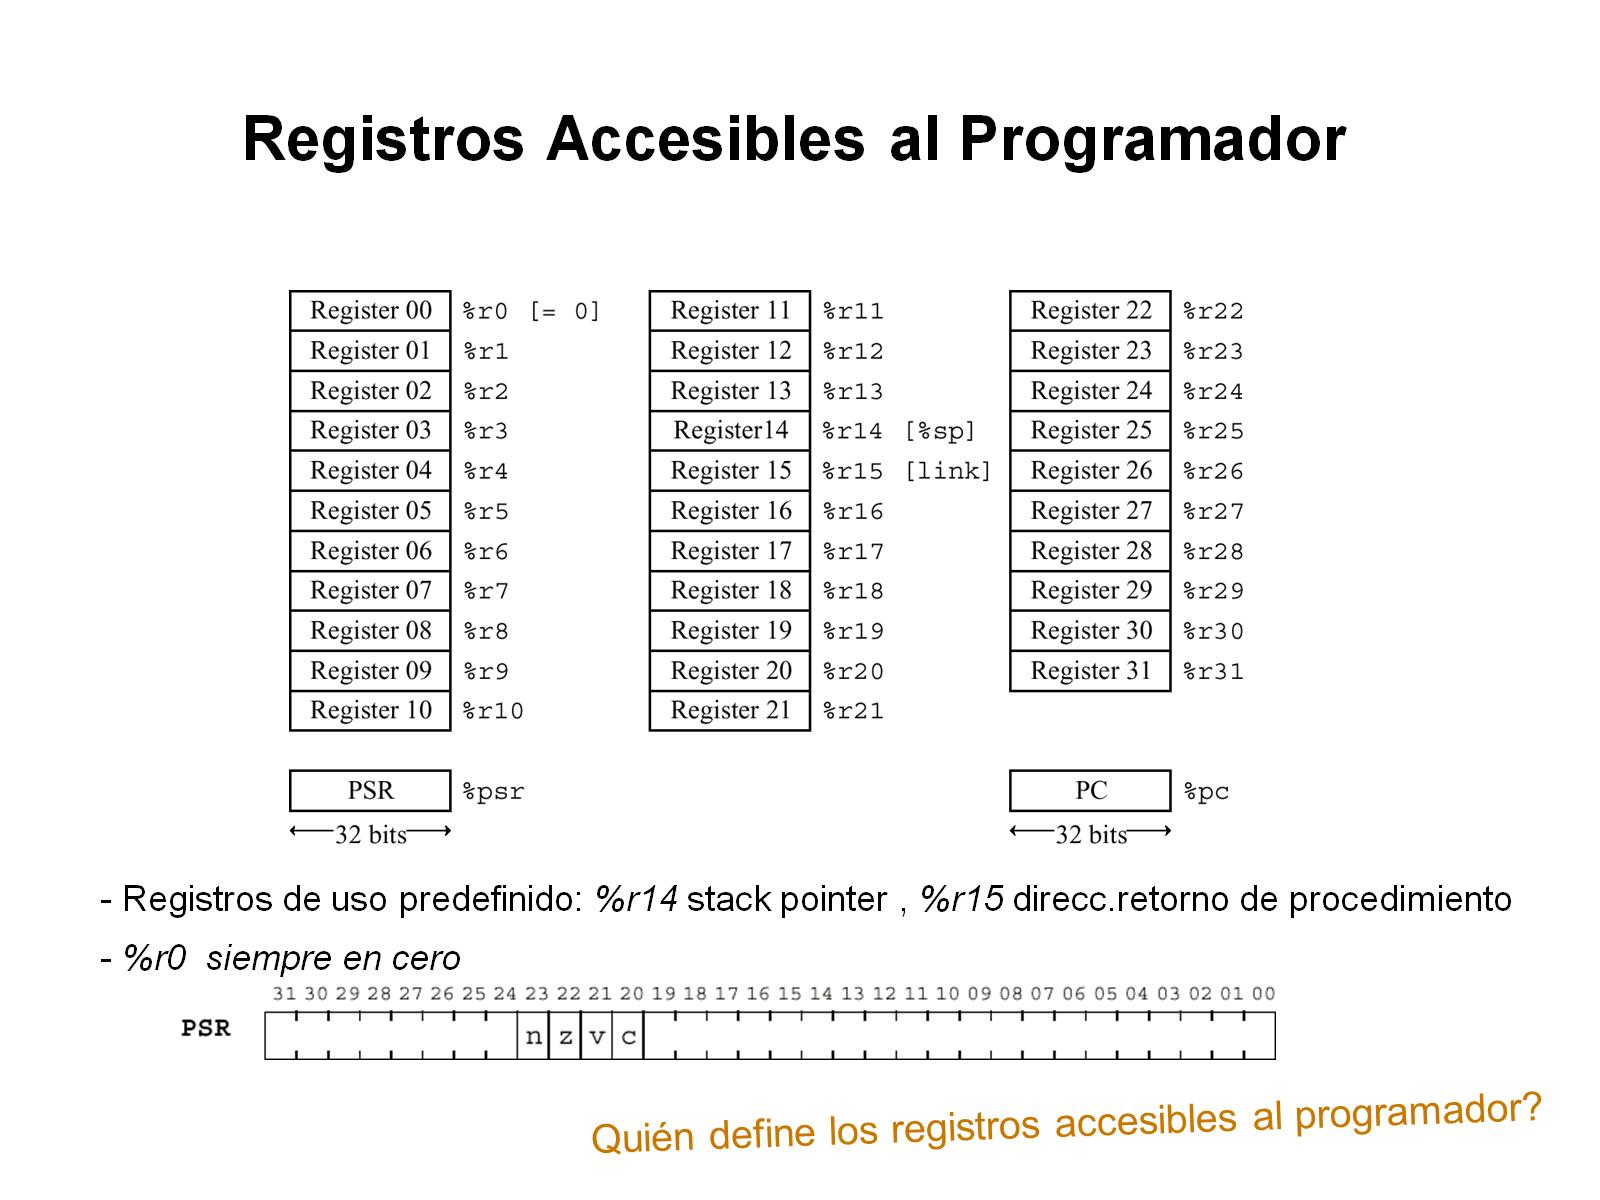 Registros Accesibles al Programador
Register 00 %r0 [= 0] Register 11 %r11 Register 22 %r22
Register 01 %r1 Register 12 %r12 Register 23 %r23
Register 02 %r2 Register 13 %r13 Register 24 %r24
Register 03 %r3 Register14 %r14 [%sp] Register 25 %r25
Register 04 %r4 Register 15 %r15 [link] Register 26 %r26
Register 05 %r5 Register 16 %r16 Register 27 %r27
Register 06 %r6 Register 17 %r17 Register 28 %r28
Register 07 %r7 Register 18 %r18 Register 29 %r29
Register 08 %r8 Register 19 %r19 Register 30 %r30
Register 09 %r9 Register 20 %r20 Register 31 %r31
Register 10 %r10 Register 21 %r21
PSR %psr PC %pc
32 bits 32 bits
- Registros de uso predefinido: %r14 stack pointer , %r15 direcc.retorno de procedimiento
- %r0 siempre en cero
31 30 29 28 27 26 25 24 23 22 21 20 19 18 17 16 15 14 13 12 11 10 09 08 07 06 05 04 03 02 01 00
PSR n z v c
Quién define los registros accesibles al programador?